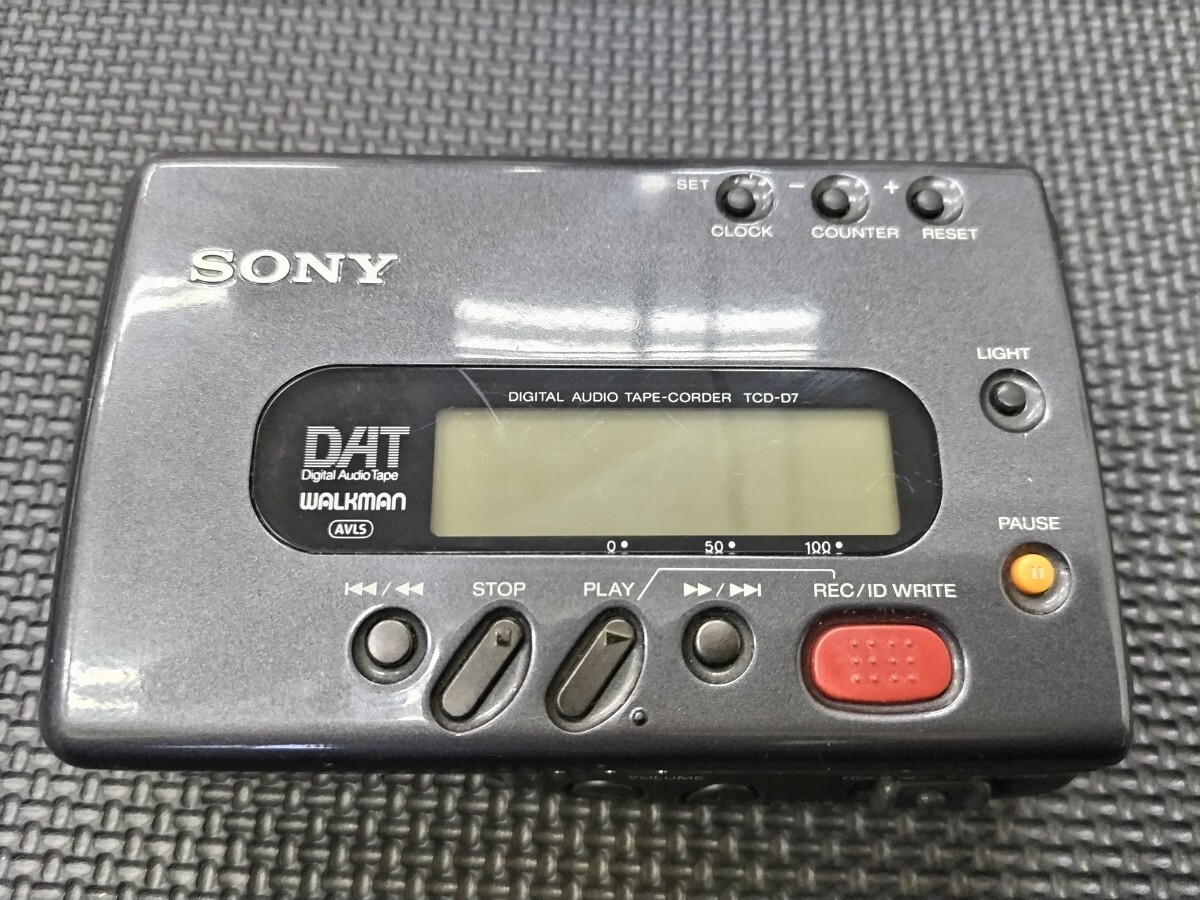 SET - +
CLOCK COUNTER RESET
SONY
LIGHT
DIGITAL AUDIO TAPE-CORDER TCD-D7
DAT
Digital Audio Tape
WALKMAN
AVLS
0 50 100
PAUSE
STOP PLAY REC/ID WRITE
VOLUME